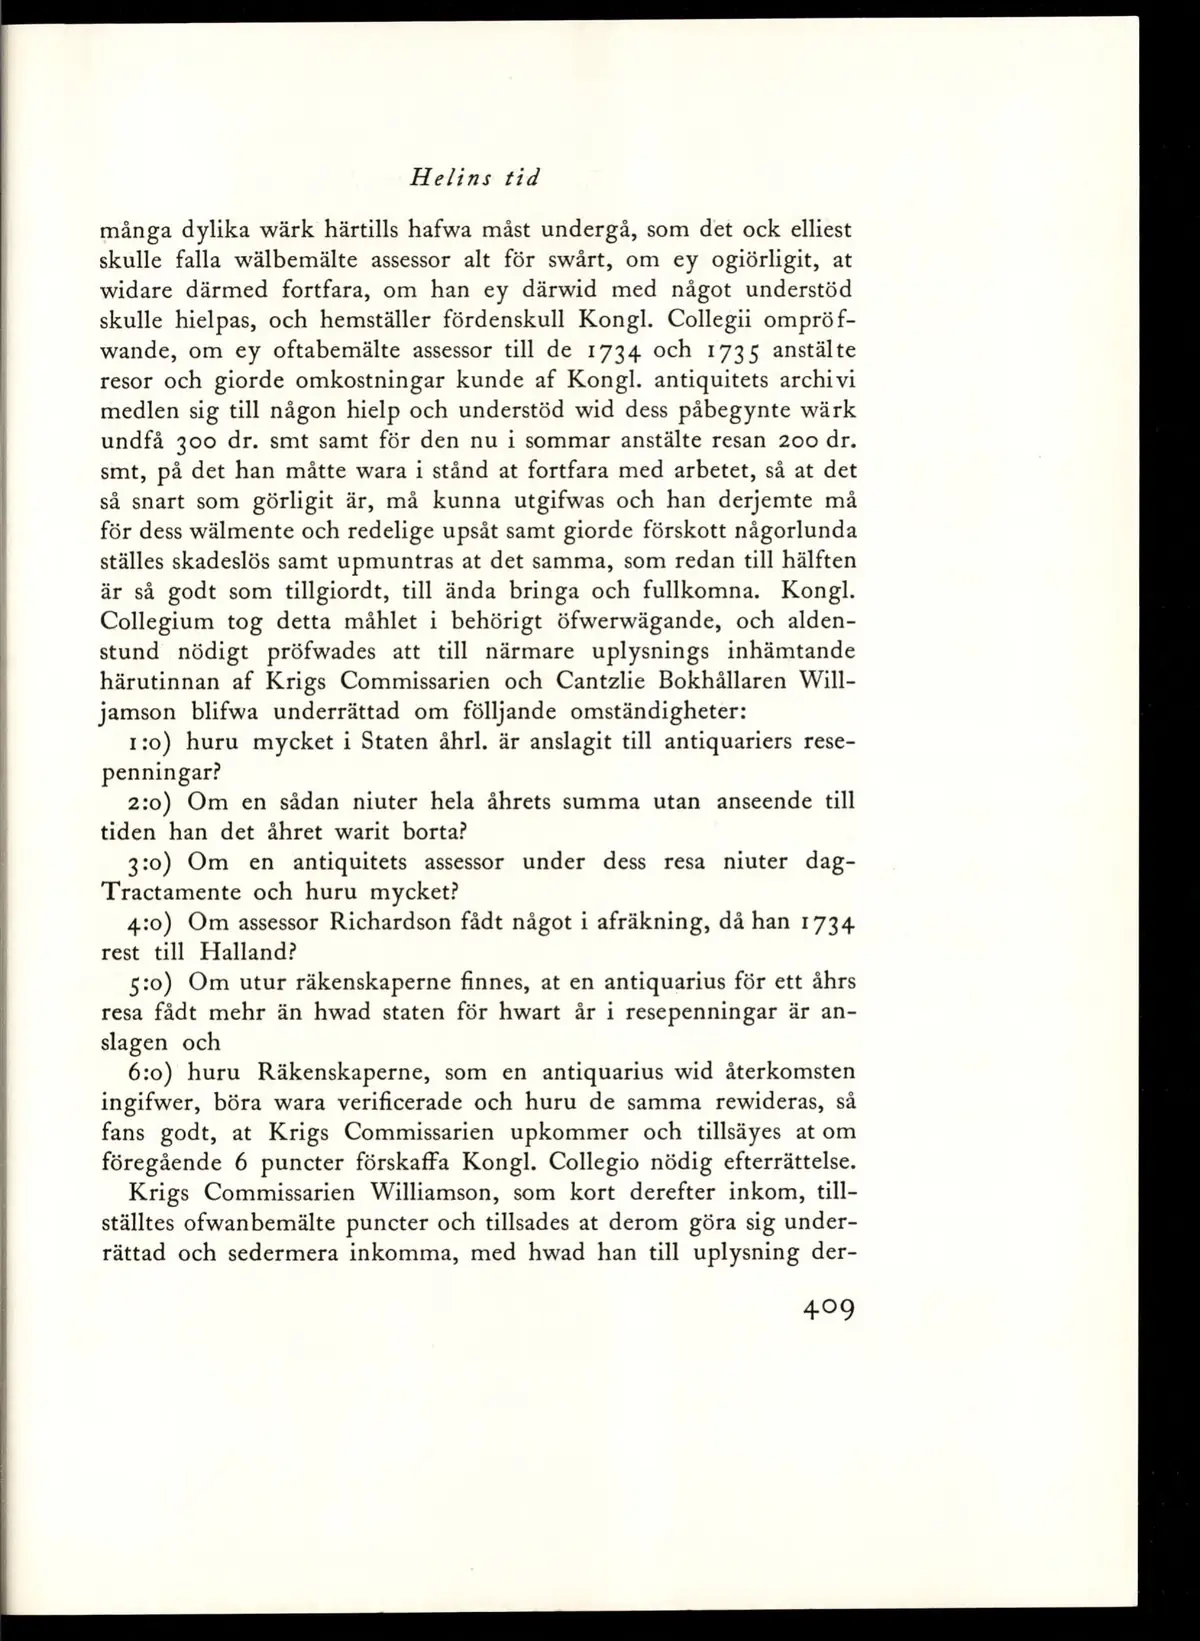 Helins tid
många dylika wärk härtills hafwa måst undergå, som det ock elliest
skulle falla wälbemälte assessor alt för swårt, om ey ogiörligit, at
widare därmed fortfara, om han ey därwid med något understöd
skulle hielpas, och hemställer fördenskull Kongl. Collegii ompröf-
wande, om ey oftabemälte assessor till de 1734 och 1735 anstälte
resor och giorde omkostningar kunde af Kongl. antiquitets archivi
medlen sig till någon hielp och understöd wid dess påbegynte wärk
undfå 300 dr. smt samt för den nu i sommar anstälte resan 200 dr.
smt, på det han måtte wara i stånd at fortfara med arbetet, så at det
så snart som görligit är, må kunna utgifwas och han derjemte må
för dess wälmente och redelige upsåt samt giorde förskott någorlunda
ställes skadeslös samt upmuntras at det samma, som redan till hälften
är så godt som tillgiordt, till ända bringa och fullkomna. Kongl.
Collegium tog detta måhlet i behörigt öfwerwägande, och alden-
stund nödigt pröfwades att till närmare uplysnings inhämtande
härutinnan af Krigs Commissarien och Cantzlie Bokhållaren Will-
jamson blifwa underrättad om fölljande omständigheter:
1:o) huru mycket i Staten åhrl. är anslagit till antiquariers rese-
penningar?
2:o) Om en sådan niuter hela åhrets summa utan anseende till
tiden han det åhret warit borta?
3:o) Om en antiquitets assessor under dess resa niuter dag-
Tractamente och huru mycket?
4:o) Om assessor Richardson fådt något i afräkning, då han 1734
rest till Halland?
5:o) Om utur räkenskaperne finnes, at en antiquarius för ett åhrs
resa fådt mehr än hwad staten för hwart år i resepenningar är an-
slagen och
6:o) huru Räkenskaperne, som en antiquarius wid återkomsten
ingifwer, böra wara verificerade och huru de samma rewideras, så
fans godt, at Krigs Commissarien upkommer och tillsäyes at om
föregående 6 puncter förskaffa Kongl. Collegio nödig efterrättelse.
Krigs Commissarien Williamson, som kort derefter inkom, till-
ställtes ofwanbemälte puncter och tillsades at derom göra sig under-
rättad och sedermera inkomma, med hwad han till uplysning der-
409